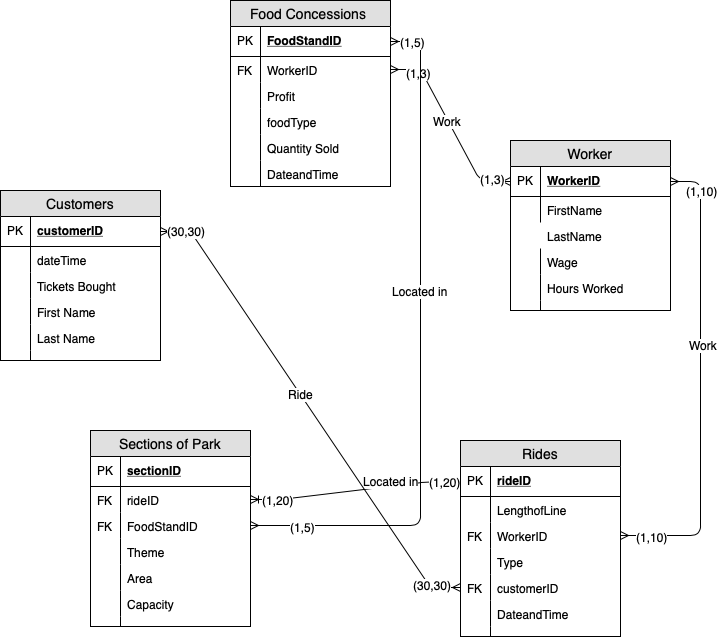 Food Concessions
PK FoodStandID
FK WorkerID
Profit
foodType
Quantity Sold
DateandTime
(1,5)
(1,3)
Work
(1,3)
Worker
PK WorkerID
FirstName
LastName
Wage
Hours Worked
(1,10)
Customers
PK customerID
dateTime
Tickets Bought
First Name
Last Name
(30,30)
Located in
Work
Ride
Sections of Park
PK sectionID
FK rideID
FK FoodStandID
Theme
Area
Capacity
(1,20)
(1,5)
Located in
(1,20)
(30,30)
Rides
PK rideID
LengthofLine
FK WorkerID
Type
FK customerID
DateandTime
(1,10)